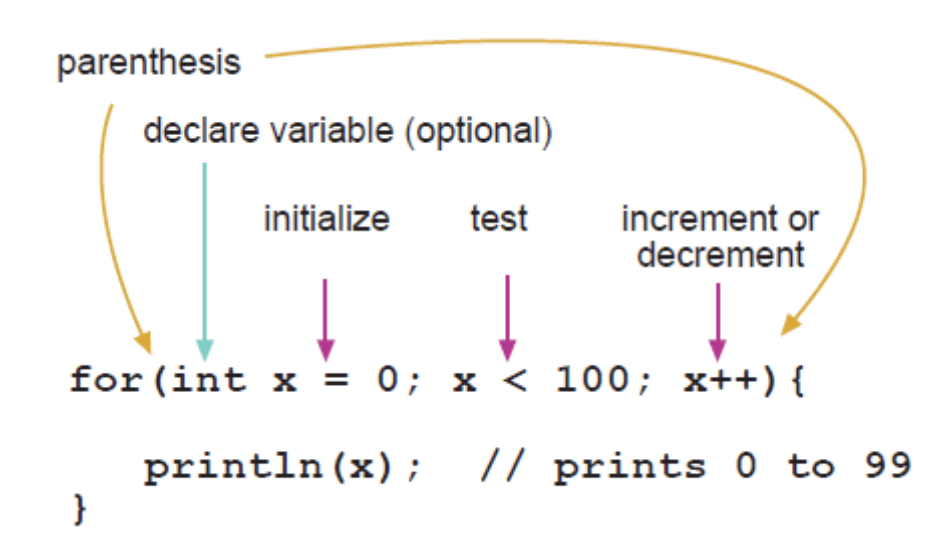 parenthesis
declare variable (optional)
initialize test increment or
decrement
for(int x = 0; x < 100; x++){
println(x); // prints 0 to 99
}